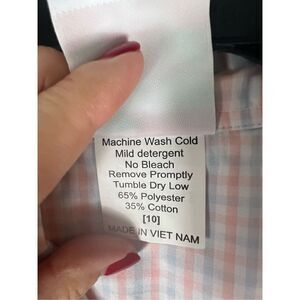 Machine Wash Cold
Mild detergent
No Bleach
Remove Promptly
Tumble Dry Low
65% Polyester
35% Cotton
[10]
MADE IN VIET NAM